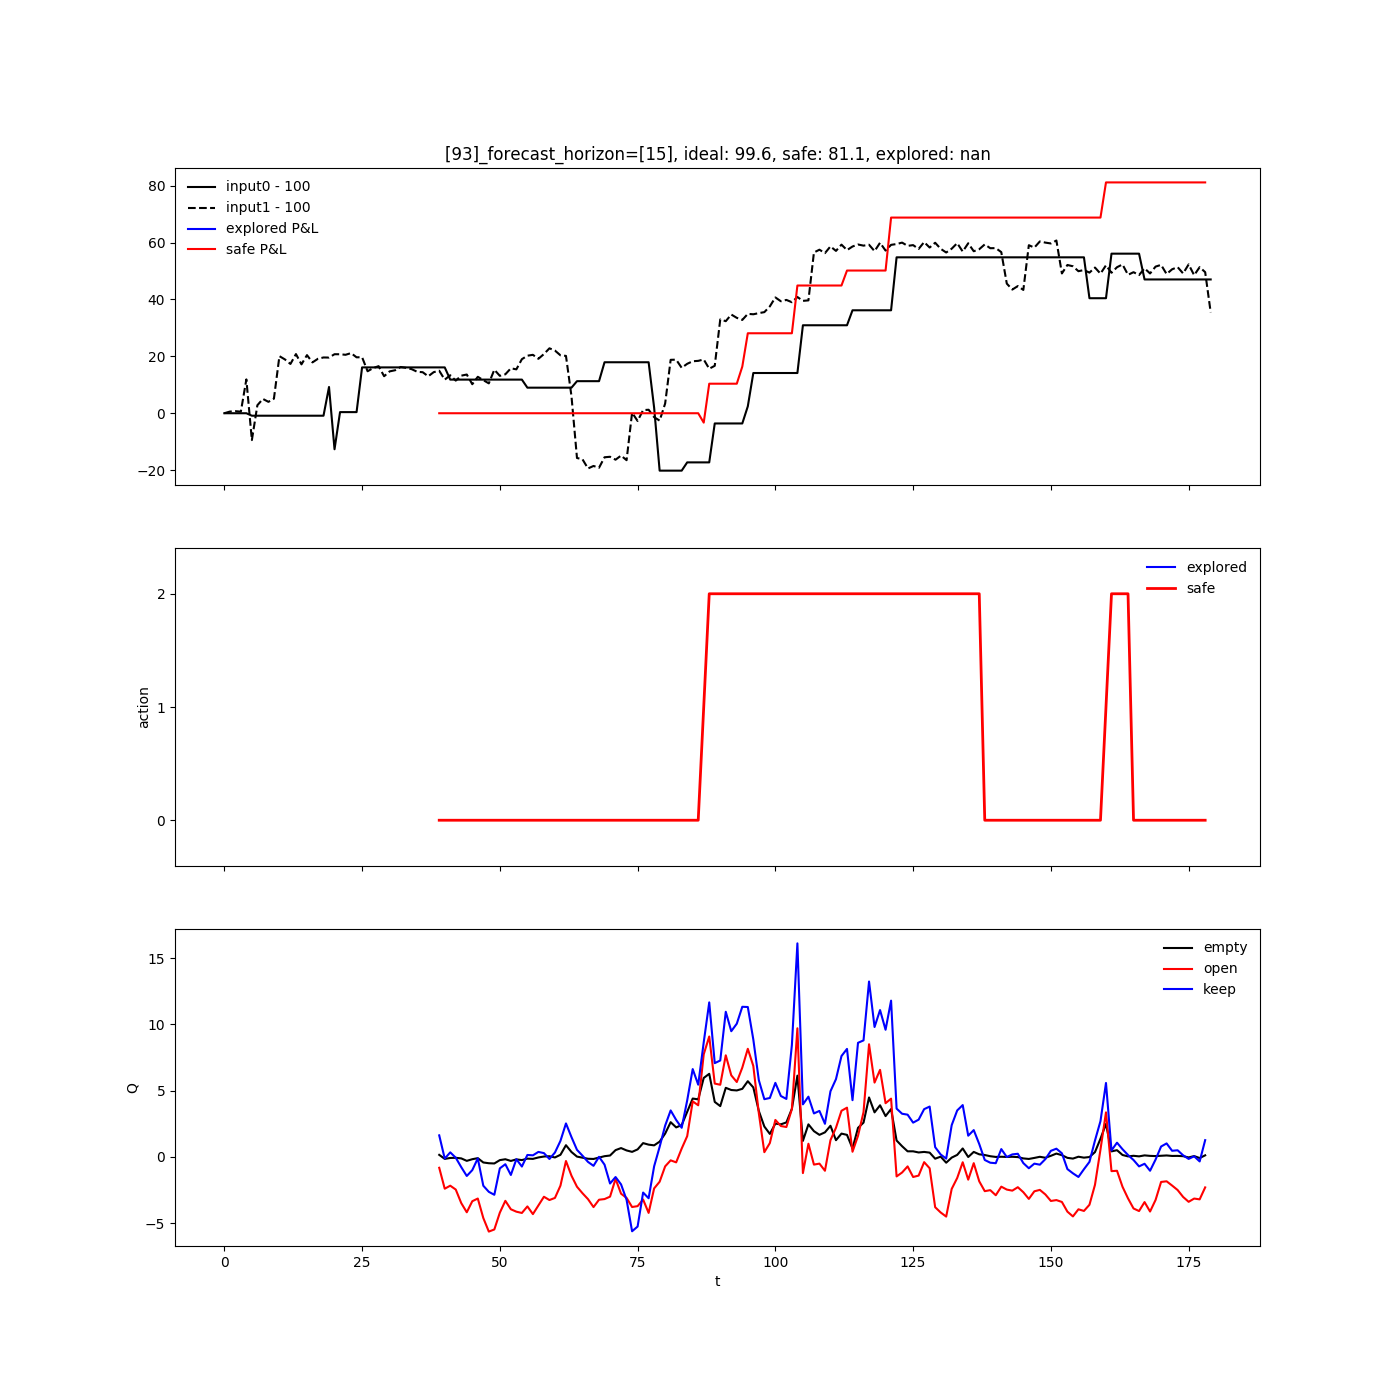 [93]_forecast_horizon=[15], ideal: 99.6, safe: 81.1, explored: nan
80
60
40
20
0
−20
input0 - 100
input1 - 100
explored P&L
safe P&L
2
1
0
action
explored
safe
15
10
5
0
−5
Q
empty
open
keep
0 25 50 75 100 125 150 175
t